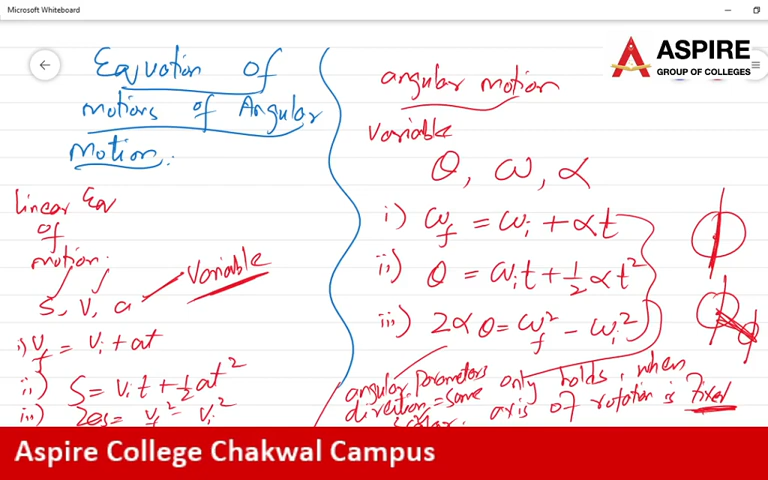 Microsoft Whiteboard
ASPIRE
GROUP OF COLLEGES
Equation of
motions of Angular
Motion.
linear Eq
of
motion.
S, V, a
Variable
i) Vf = Vi + at
ii) S = Vit + 1/2 at²
iii) 2as = Vf² = Vi²
angular motion
Variable
θ, ω, α
i) ωf = ωi + αt
ii) θ = ωit + 1/2 αt²
iii) 2αθ = ωf² − ωi²
angular parameters
direction = same
only holds, when
axis of rotation is Fixed
Aspire College Chakwal Campus